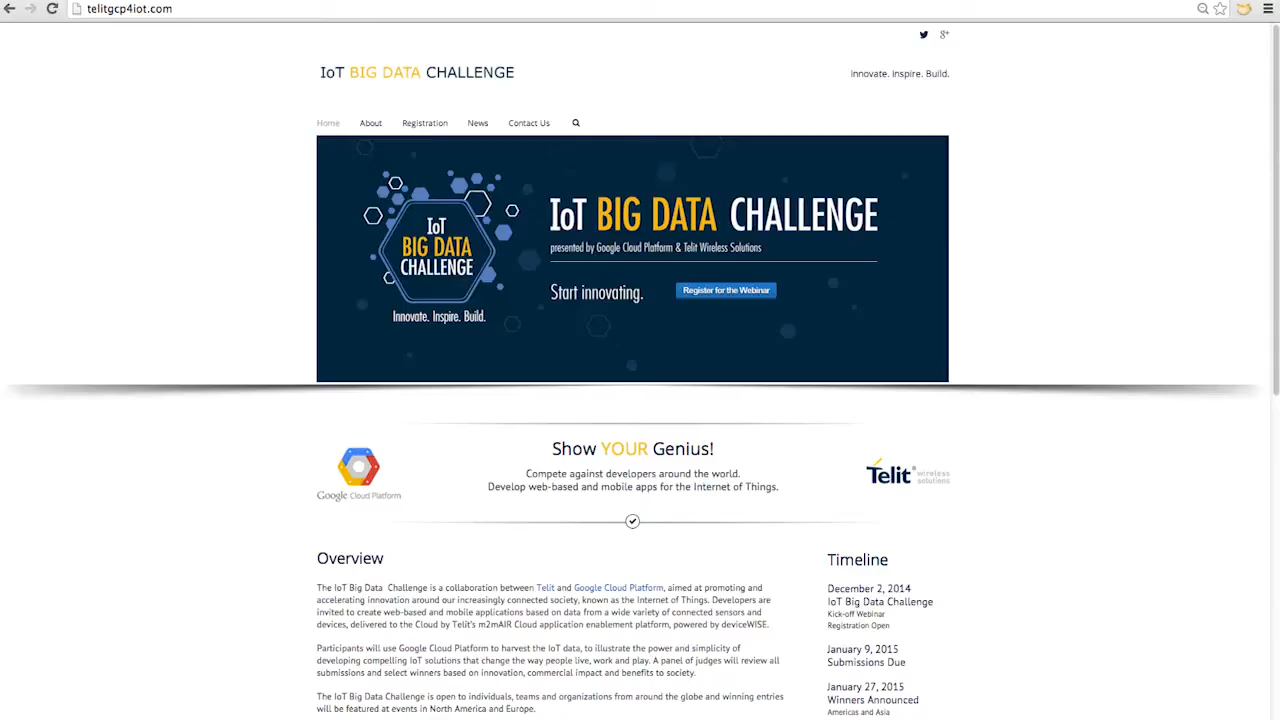 telitgcp4iot.com
g+
IoT BIG DATA CHALLENGE
Innovate. Inspire. Build.
Home About Registration News Contact Us
IoT
BIG DATA
CHALLENGE
Innovate. Inspire. Build.
IoT BIG DATA CHALLENGE
presented by Google Cloud Platform & Telit Wireless Solutions
Start innovating.
Register for the Webinar
Google Cloud Platform
Show YOUR Genius!
Compete against developers around the world.
Develop web-based and mobile apps for the Internet of Things.
Telit wireless
solutions
Overview
The IoT Big Data Challenge is a collaboration between Telit and Google Cloud Platform, aimed at promoting and
accelerating innovation around our increasingly connected society, known as the Internet of Things. Developers are
invited to create web-based and mobile applications based on data from a wide variety of connected sensors and
devices, delivered to the Cloud by Telit's m2mAIR Cloud application enablement platform, powered by deviceWISE.
Participants will use Google Cloud Platform to harvest the IoT data, to illustrate the power and simplicity of
developing compelling IoT solutions that change the way people live, work and play. A panel of judges will review all
submissions and select winners based on innovation, commercial impact and benefits to society.
The IoT Big Data Challenge is open to individuals, teams and organizations from around the globe and winning entries
will be featured at events in North America and Europe.
Timeline
December 2, 2014
IoT Big Data Challenge
Kick-off Webinar
Registration Open
January 9, 2015
Submissions Due
January 27, 2015
Winners Announced
Americas and Asia